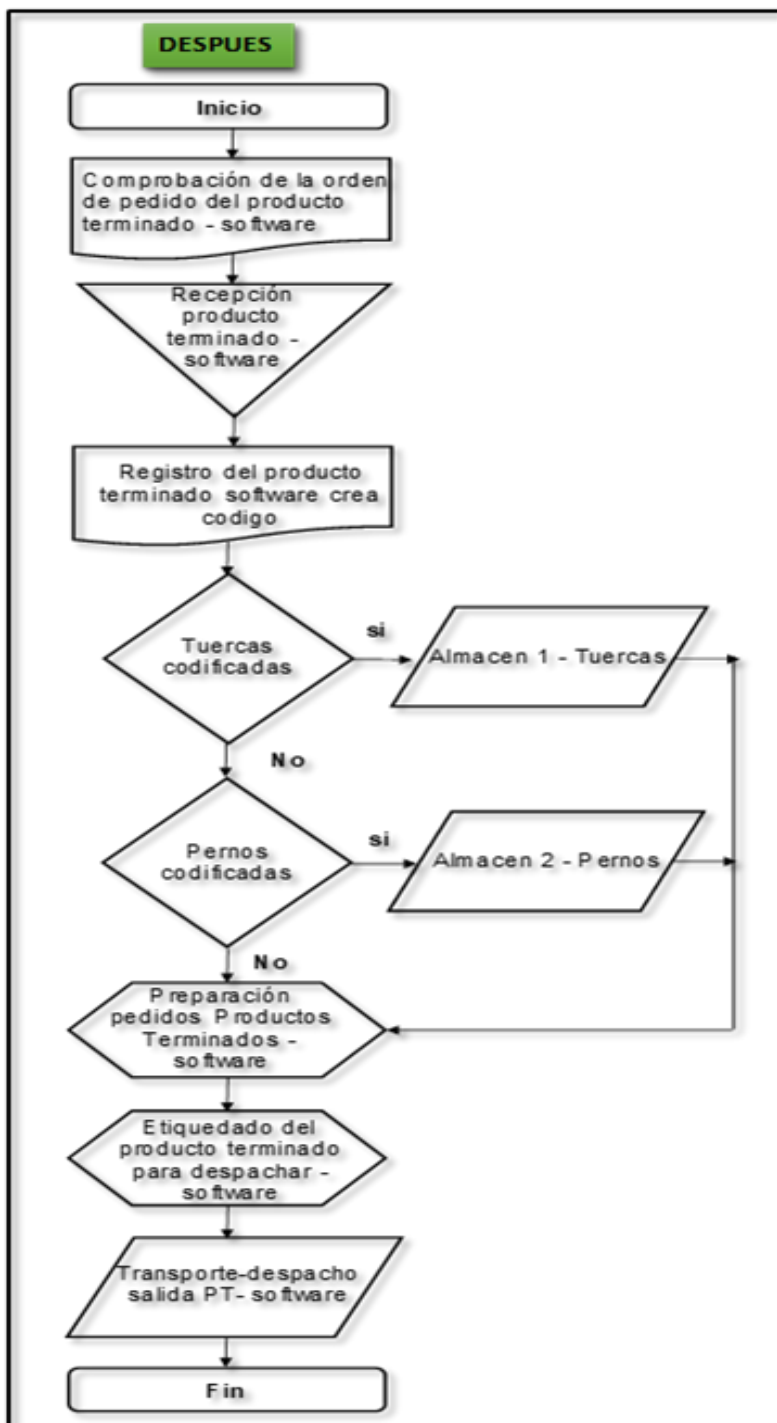 DESPUES
Inicio
Comprobación de la orden
de pedido del producto
terminado - software
Recepción
producto
terminado -
software
Registro del producto
terminado software crea
codigo
Tuercas
codificadas
si
Almacen 1 - Tuercas
No
Pernos
codificadas
si
Almacen 2 - Pernos
No
Preparación
pedidos Productos
Terminados -
software
Etiquedado del
producto terminado
para despachar -
software
Transporte-despacho
salida PT- software
Fin